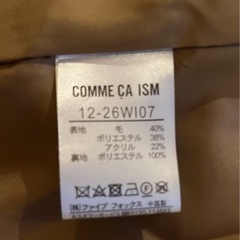 COMME ÇA ISM
12-26WI07
表地 毛 40%
ポリエステル 38%
アクリル 22%
裏地 ポリエステル 100%
(株)ファイブ フォックス